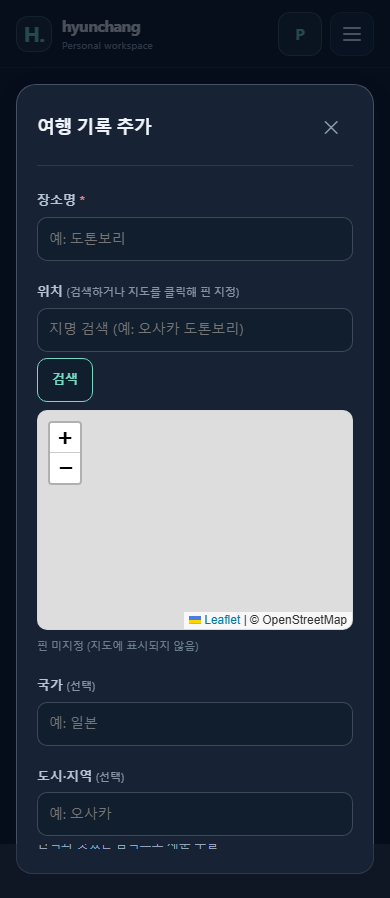 H.
hyunchang
Personal workspace
P
여행 기록 추가
장소명 *
예: 도톤보리
위치 (검색하거나 지도를 클릭해 핀 지정)
지명 검색 (예: 오사카 도톤보리)
검색
+
−
Leaflet | © OpenStreetMap
핀 미지정 (지도에 표시되지 않음)
국가 (선택)
예: 일본
도시·지역 (선택)
예: 오사카